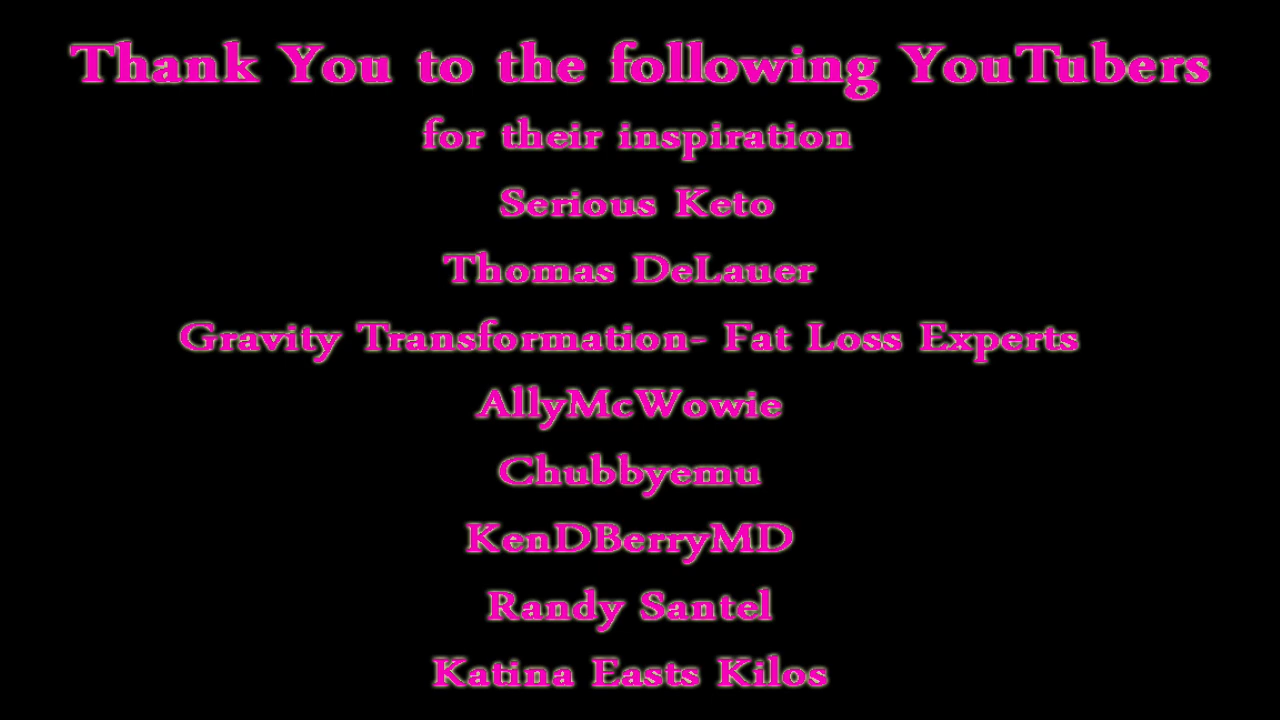 Thank You to the following YouTubers
for their inspiration
Serious Keto
Thomas DeLauer
Gravity Transformation- Fat Loss Experts
AllyMcWowie
Chubbyemu
KenDBerryMD
Randy Santel
Katina Easts Kilos